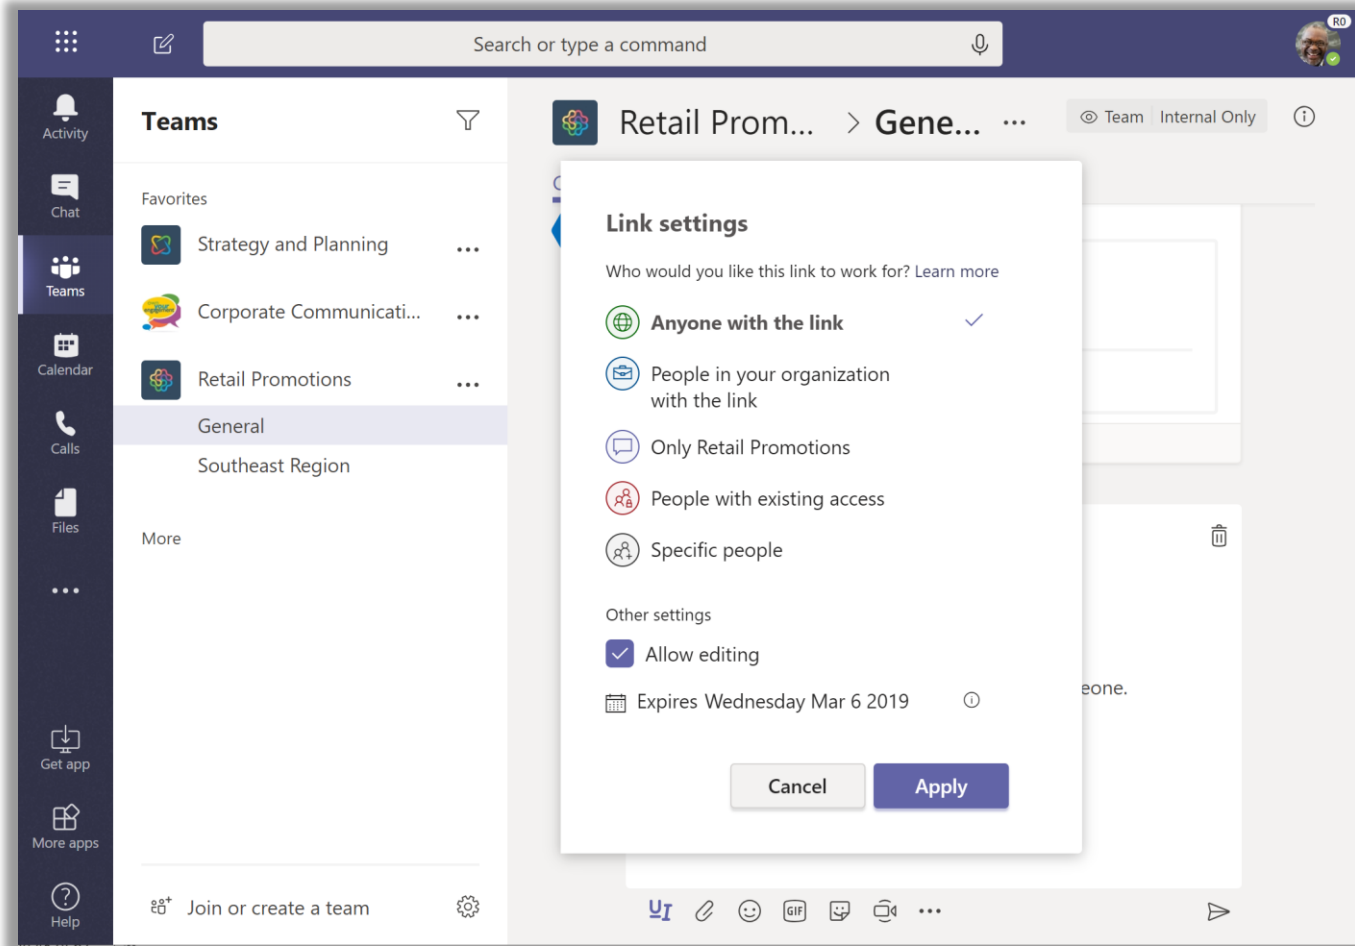 Search or type a command
R0
Activity
Chat
Teams
Calendar
Calls
Files
Get app
More apps
Help
Teams
Favorites
Strategy and Planning
Corporate Communicati...
Retail Promotions
General
Southeast Region
More
Join or create a team
Retail Prom... > Gene... ...
Team Internal Only
Link settings
Who would you like this link to work for? Learn more
Anyone with the link
People in your organization
with the link
Only Retail Promotions
People with existing access
Specific people
Other settings
Allow editing
Expires Wednesday Mar 6 2019
Cancel
Apply
eone.
GIF